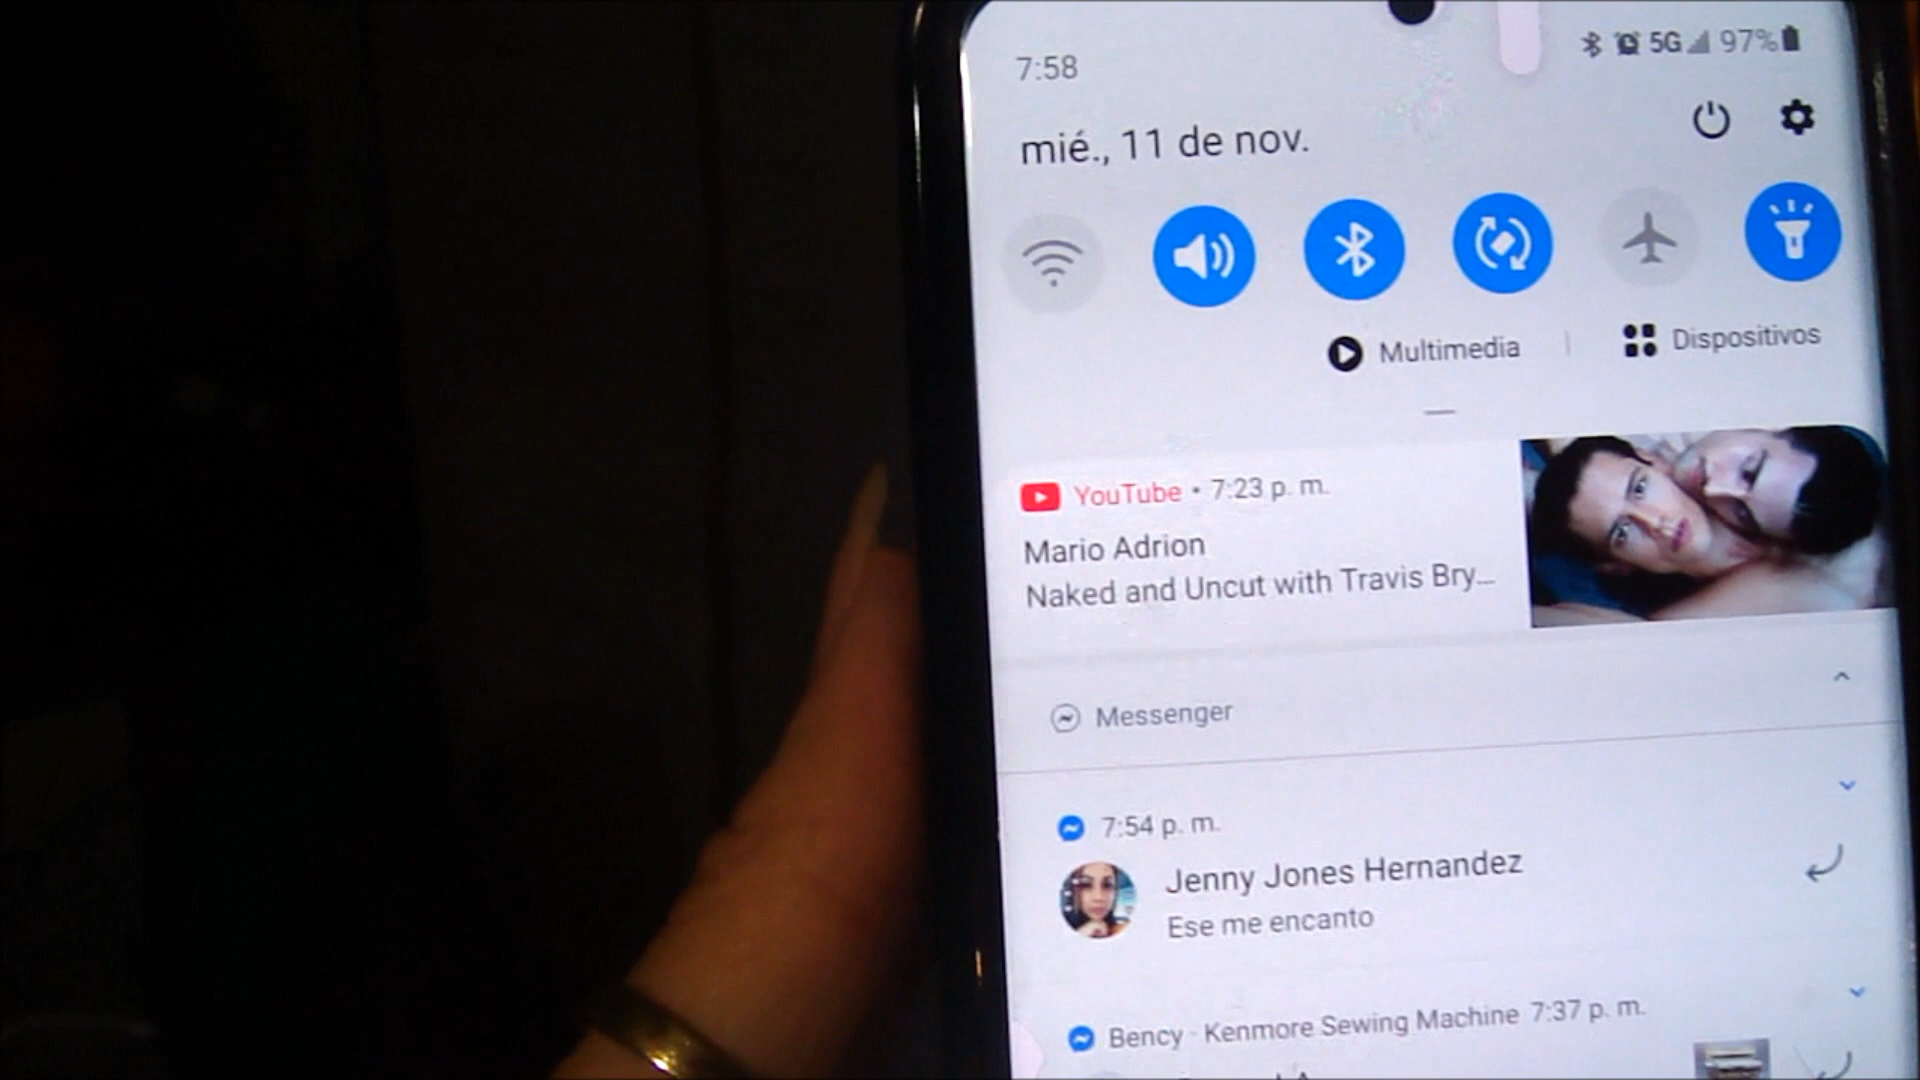 7:58
5G 97%
mié., 11 de nov.
Multimedia | Dispositivos
YouTube • 7:23 p. m.
Mario Adrion
Naked and Uncut with Travis Bry...
Messenger
7:54 p. m.
Jenny Jones Hernandez
Ese me encanto
Bency · Kenmore Sewing Machine 7:37 p. m.